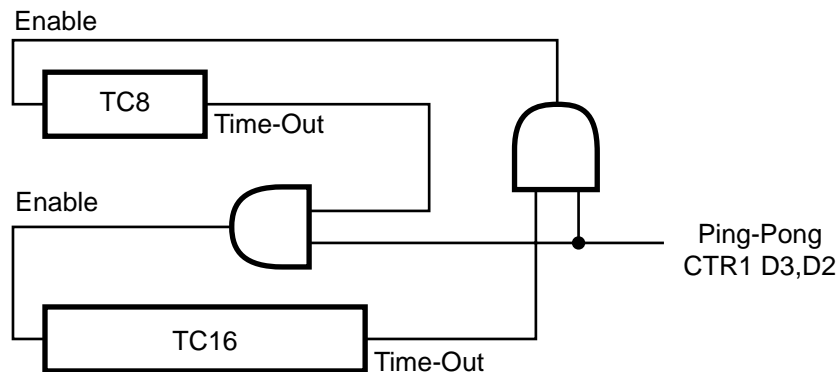 Enable
TC8
Time-Out
Enable
Ping-Pong
CTR1 D3,D2
TC16
Time-Out